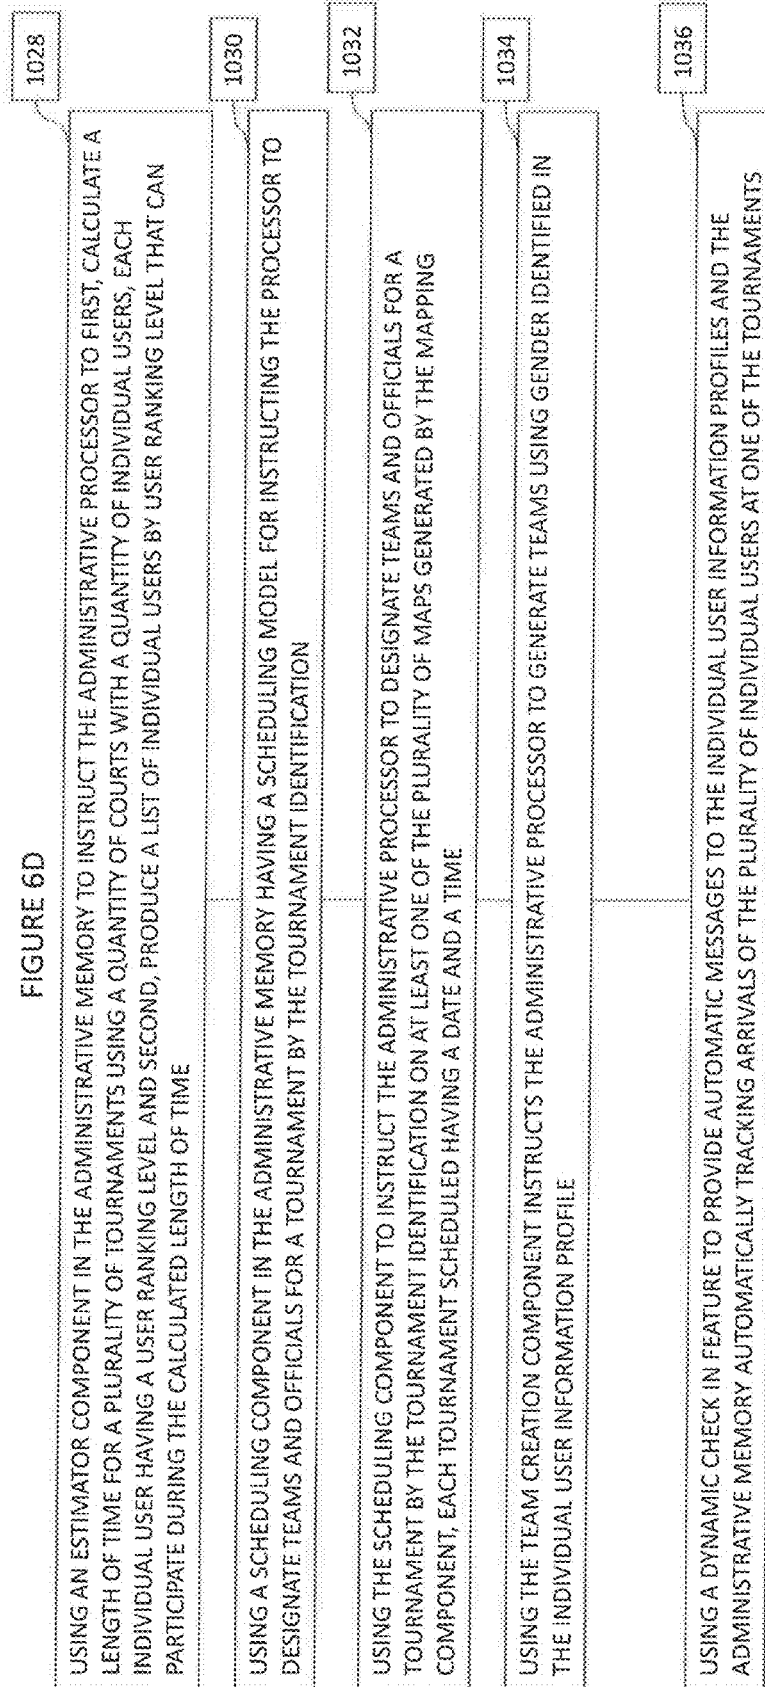 FIGURE 6D
1028
USING AN ESTIMATOR COMPONENT IN THE ADMINISTRATIVE MEMORY TO INSTRUCT THE ADMINISTRATIVE PROCESSOR TO FIRST, CALCULATE A
LENGTH OF TIME FOR A PLURALITY OF TOURNAMENTS USING A QUANTITY OF COURTS WITH A QUANTITY OF INDIVIDUAL USERS, EACH
INDIVIDUAL USER HAVING A USER RANKING LEVEL AND SECOND, PRODUCE A LIST OF INDIVIDUAL USERS BY USER RANKING LEVEL THAT CAN
PARTICIPATE DURING THE CALCULATED LENGTH OF TIME
1030
USING A SCHEDULING COMPONENT IN THE ADMINISTRATIVE MEMORY HAVING A SCHEDULING MODEL FOR INSTRUCTING THE PROCESSOR TO
DESIGNATE TEAMS AND OFFICIALS FOR A TOURNAMENT BY THE TOURNAMENT IDENTIFICATION
1032
USING THE SCHEDULING COMPONENT TO INSTRUCT THE ADMINISTRATIVE PROCESSOR TO DESIGNATE TEAMS AND OFFICIALS FOR A
TOURNAMENT BY THE TOURNAMENT IDENTIFICATION ON AT LEAST ONE OF THE PLURALITY OF MAPS GENERATED BY THE MAPPING
COMPONENT, EACH TOURNAMENT SCHEDULED HAVING A DATE AND A TIME
1034
USING THE TEAM CREATION COMPONENT INSTRUCTS THE ADMINISTRATIVE PROCESSOR TO GENERATE TEAMS USING GENDER IDENTIFIED IN
THE INDIVIDUAL USER INFORMATION PROFILE
1036
USING A DYNAMIC CHECK IN FEATURE TO PROVIDE AUTOMATIC MESSAGES TO THE INDIVIDUAL USER INFORMATION PROFILES AND THE
ADMINISTRATIVE MEMORY AUTOMATICALLY TRACKING ARRIVALS OF THE PLURALITY OF INDIVIDUAL USERS AT ONE OF THE TOURNAMENTS